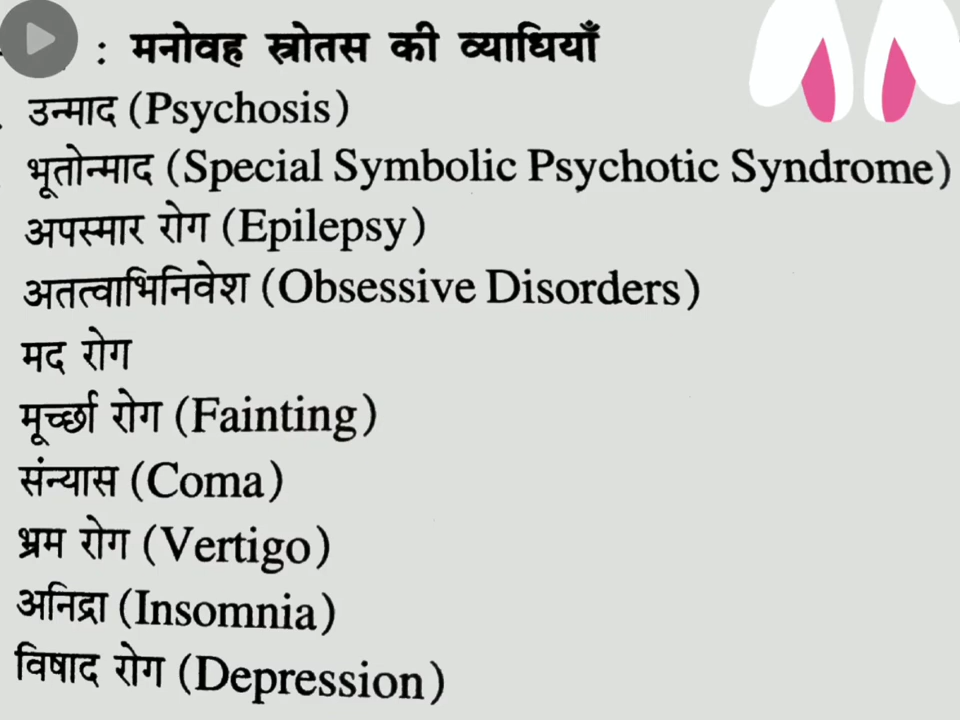 : मनोवह स्रोतस की व्याधियाँ
उन्माद (Psychosis)
भूतोन्माद (Special Symbolic Psychotic Syndrome)
अपस्मार रोग (Epilepsy)
अतत्वाभिनिवेश (Obsessive Disorders)
मद रोग
मूर्च्छा रोग (Fainting)
संन्यास (Coma)
भ्रम रोग (Vertigo)
अनिद्रा (Insomnia)
विषाद रोग (Depression)